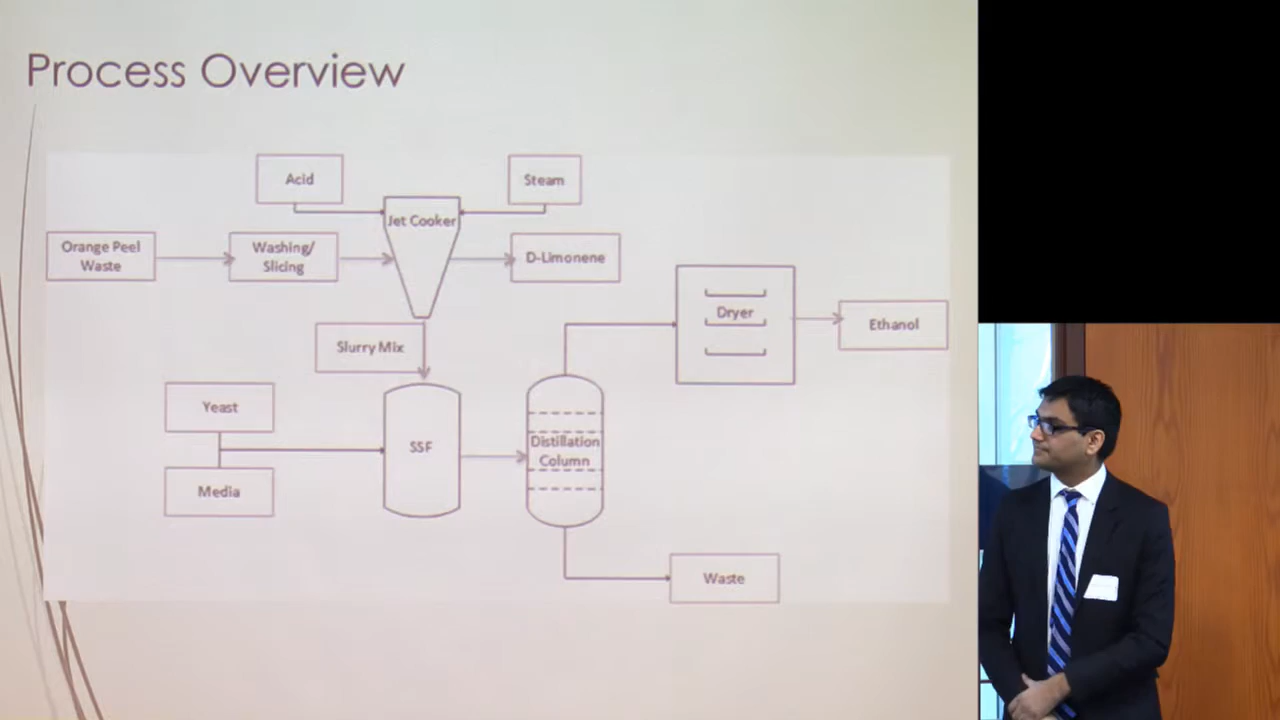 Process Overview
Acid
Steam
Jet Cooker
Orange Peel
Waste
Washing/
Slicing
D-Limonene
Dryer
Ethanol
Slurry Mix
Yeast
SSF
Distillation
Column
Media
Waste